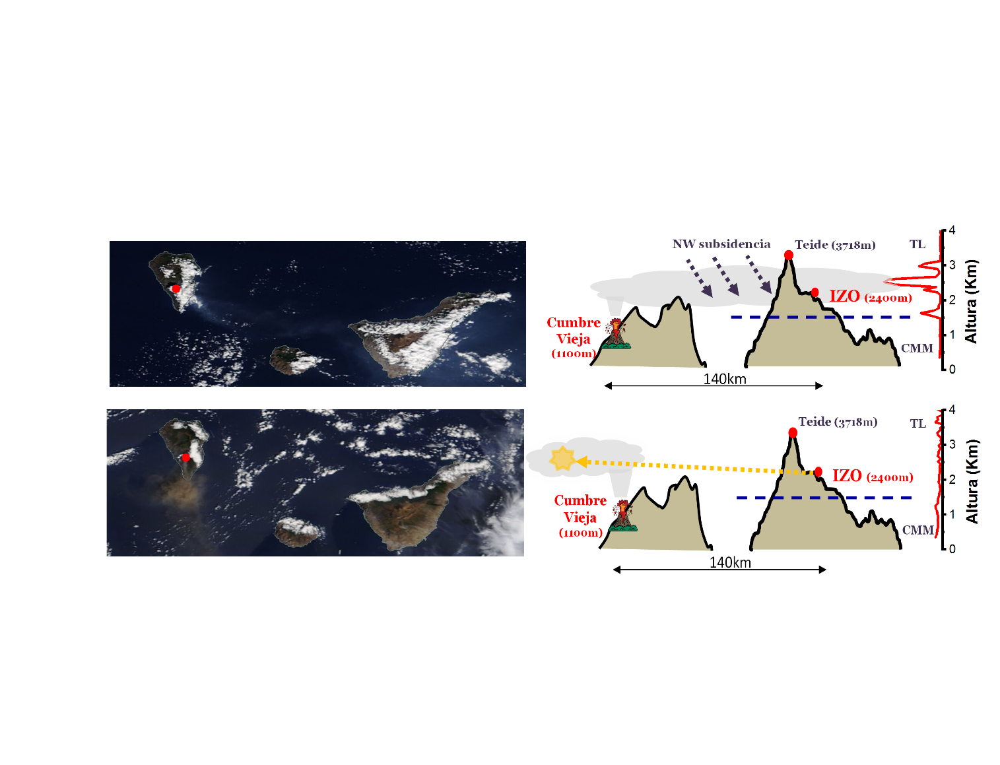 NW subsidencia
Teide (3718m)
TL
4
3
2
1
0
Altura (Km)
IZO (2400m)
Cumbre
Vieja
(1100m)
CMM
140km
Teide (3718m)
TL
4
3
2
1
0
Altura (Km)
IZO (2400m)
Cumbre
Vieja
(1100m)
CMM
140km